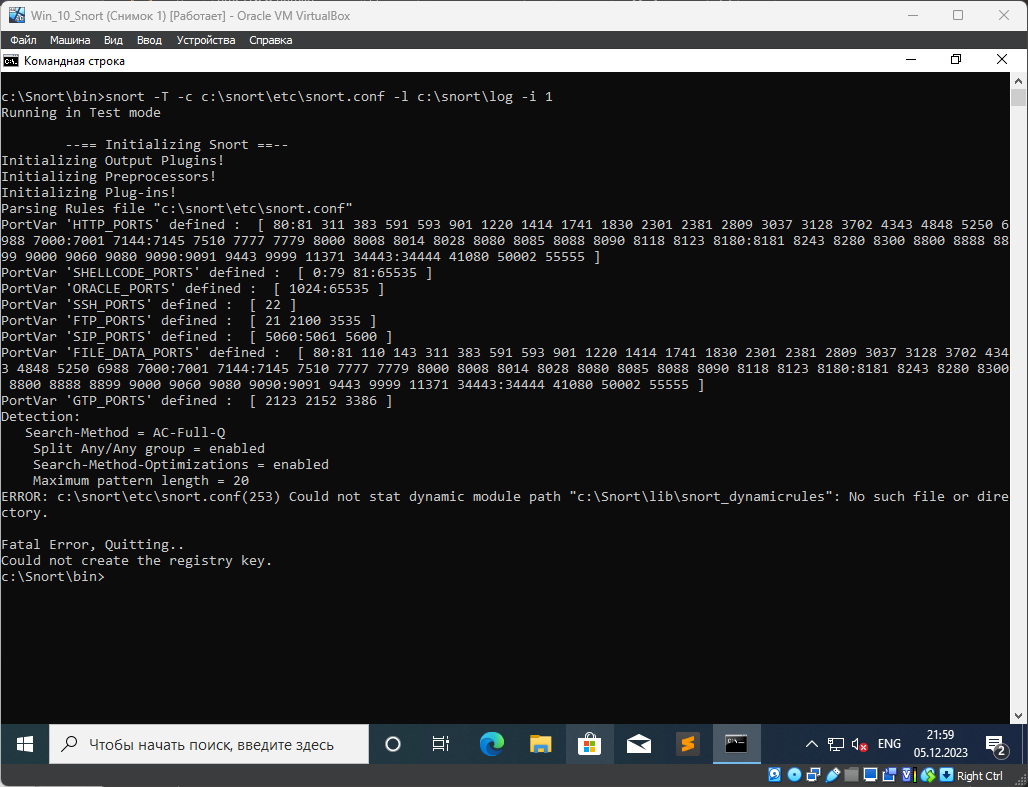 Win_10_Snort (Снимок 1) [Работает] - Oracle VM VirtualBox
Файл Машина Вид Ввод Устройства Справка
Командная строка
c:\Snort\bin>snort -T -c c:\snort\etc\snort.conf -l c:\snort\log -i 1
Running in Test mode
--== Initializing Snort ==--
Initializing Output Plugins!
Initializing Preprocessors!
Initializing Plug-ins!
Parsing Rules file "c:\snort\etc\snort.conf"
PortVar 'HTTP_PORTS' defined :  [ 80:81 311 383 591 593 901 1220 1414 1741 1830 2301 2381 2809 3037 3128 3702 4343 4848 5250 6
988 7000:7001 7144:7145 7510 7777 7779 8000 8008 8014 8028 8080 8085 8088 8090 8118 8123 8180:8181 8243 8280 8300 8800 8888 88
99 9000 9060 9080 9090:9091 9443 9999 11371 34443:34444 41080 50002 55555 ]
PortVar 'SHELLCODE_PORTS' defined :  [ 0:79 81:65535 ]
PortVar 'ORACLE_PORTS' defined :  [ 1024:65535 ]
PortVar 'SSH_PORTS' defined :  [ 22 ]
PortVar 'FTP_PORTS' defined :  [ 21 2100 3535 ]
PortVar 'SIP_PORTS' defined :  [ 5060:5061 5600 ]
PortVar 'FILE_DATA_PORTS' defined :  [ 80:81 110 143 311 383 591 593 901 1220 1414 1741 1830 2301 2381 2809 3037 3128 3702 434
3 4848 5250 6988 7000:7001 7144:7145 7510 7777 7779 8000 8008 8014 8028 8080 8085 8088 8090 8118 8123 8180:8181 8243 8280 8300
8800 8888 8899 9000 9060 9080 9090:9091 9443 9999 11371 34443:34444 41080 50002 55555 ]
PortVar 'GTP_PORTS' defined :  [ 2123 2152 3386 ]
Detection:
Search-Method = AC-Full-Q
Split Any/Any group = enabled
Search-Method-Optimizations = enabled
Maximum pattern length = 20
ERROR: c:\snort\etc\snort.conf(253) Could not stat dynamic module path "c:\Snort\lib\snort_dynamicrules": No such file or dire
ctory.
Fatal Error, Quitting..
Could not create the registry key.
c:\Snort\bin>
Чтобы начать поиск, введите здесь
ENG
21:59
05.12.2023
2
Right Ctrl